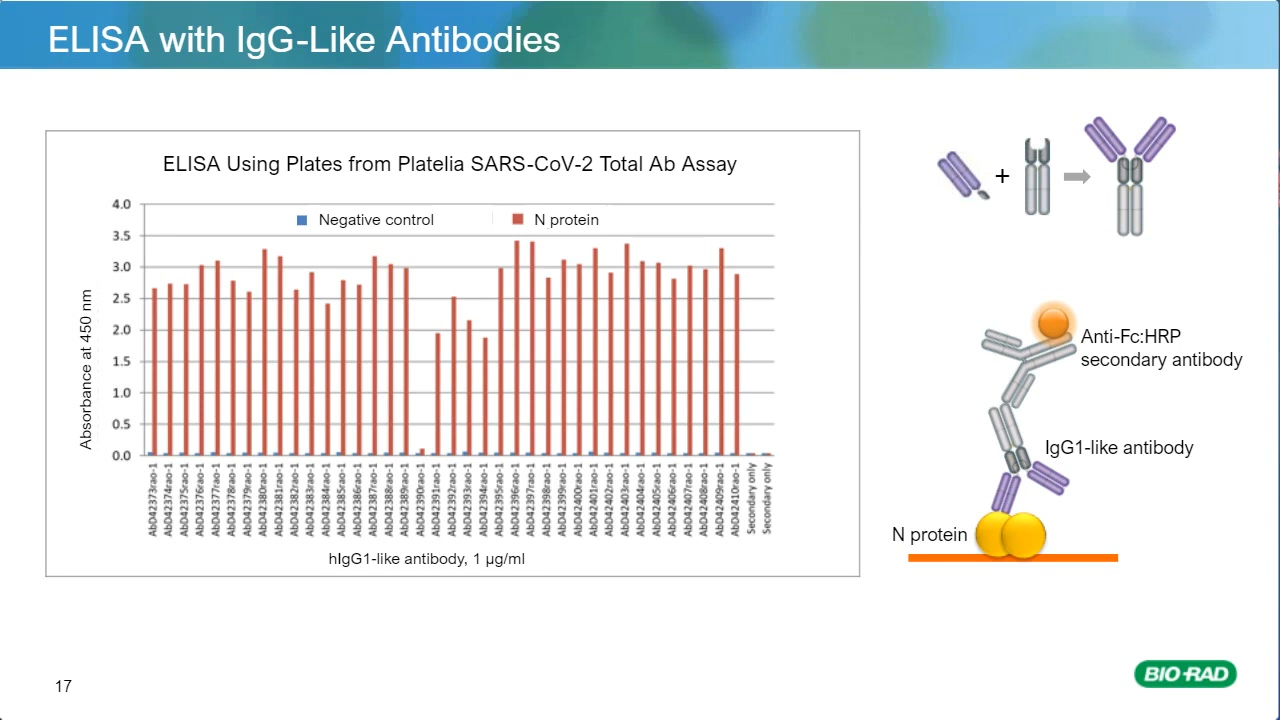 ELISA with IgG-Like Antibodies
ELISA Using Plates from Platelia SARS-CoV-2 Total Ab Assay
Negative control
N protein
4.0
3.5
3.0
2.5
2.0
1.5
1.0
0.5
0.0
Absorbance at 450 nm
AbD42373rao-1
AbD42374rao-1
AbD42375rao-1
AbD42376rao-1
AbD42377rao-1
AbD42378rao-1
AbD42379rao-1
AbD42380rao-1
AbD42381rao-1
AbD42382rao-1
AbD42383rao-1
AbD42384rao-1
AbD42385rao-1
AbD42386rao-1
AbD42387rao-1
AbD42388rao-1
AbD42389rao-1
AbD42390rao-1
AbD42391rao-1
AbD42392rao-1
AbD42393rao-1
AbD42394rao-1
AbD42395rao-1
AbD42396rao-1
AbD42397rao-1
AbD42398rao-1
AbD42399rao-1
AbD42400rao-1
AbD42401rao-1
AbD42402rao-1
AbD42403rao-1
AbD42404rao-1
AbD42405rao-1
AbD42406rao-1
AbD42407rao-1
AbD42408rao-1
AbD42409rao-1
AbD42410rao-1
Secondary only
Secondary only
hIgG1-like antibody, 1 µg/ml
+
Anti-Fc:HRP
secondary antibody
IgG1-like antibody
N protein
17
BIO-RAD